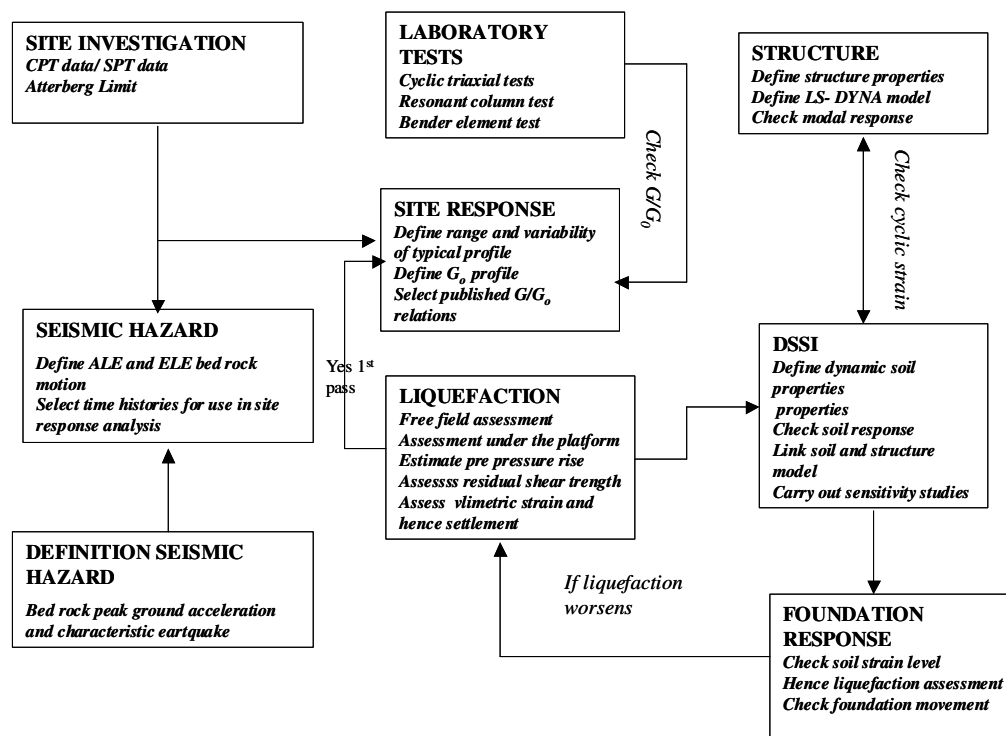 SITE INVESTIGATION
CPT data/ SPT data
Atterberg Limit
LABORATORY
TESTS
Cyclic triaxial tests
Resonant column test
Bender element test
STRUCTURE
Define structure properties
Define LS- DYNA model
Check modal response
Check G/G0
Check cyclic strain
SITE RESPONSE
Define range and variability
of typical profile
Define Go profile
Select published G/Go
relations
SEISMIC HAZARD
Define ALE and ELE bed rock
motion
Select time histories for use in site
response analysis
Yes 1st
pass
LIQUEFACTION
Free field assessment
Assessment under the platform
Estimate pre pressure rise
Assesss residual shear trength
Assess vlimetric strain and
hence settlement
DSSI
Define dynamic soil
properties
properties
Check soil response
Link soil and structure
model
Carry out sensitivity studies
DEFINITION SEISMIC
HAZARD
Bed rock peak ground acceleration
and characteristic eartquake
If liquefaction
worsens
FOUNDATION
RESPONSE
Check soil strain level
Hence liquefaction assessment
Check foundation movement